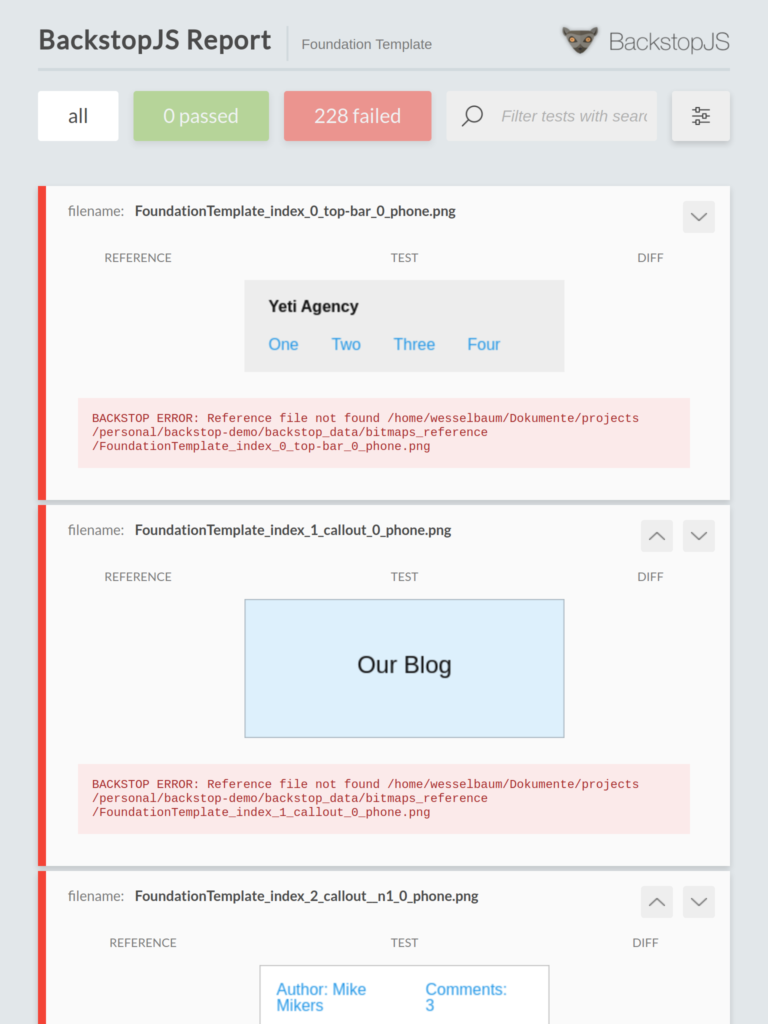 BackstopJS Report
Foundation Template
BackstopJS
all
0 passed
228 failed
Filter tests with searc
filename: FoundationTemplate_index_0_top-bar_0_phone.png
REFERENCE TEST DIFF
Yeti Agency
One Two Three Four
BACKSTOP ERROR: Reference file not found /home/wesselbaum/Dokumente/projects
/personal/backstop-demo/backstop_data/bitmaps_reference
/FoundationTemplate_index_0_top-bar_0_phone.png
filename: FoundationTemplate_index_1_callout_0_phone.png
REFERENCE TEST DIFF
Our Blog
BACKSTOP ERROR: Reference file not found /home/wesselbaum/Dokumente/projects
/personal/backstop-demo/backstop_data/bitmaps_reference
/FoundationTemplate_index_1_callout_0_phone.png
filename: FoundationTemplate_index_2_callout__n1_0_phone.png
REFERENCE TEST DIFF
Author: Mike Comments:
Mikers 3